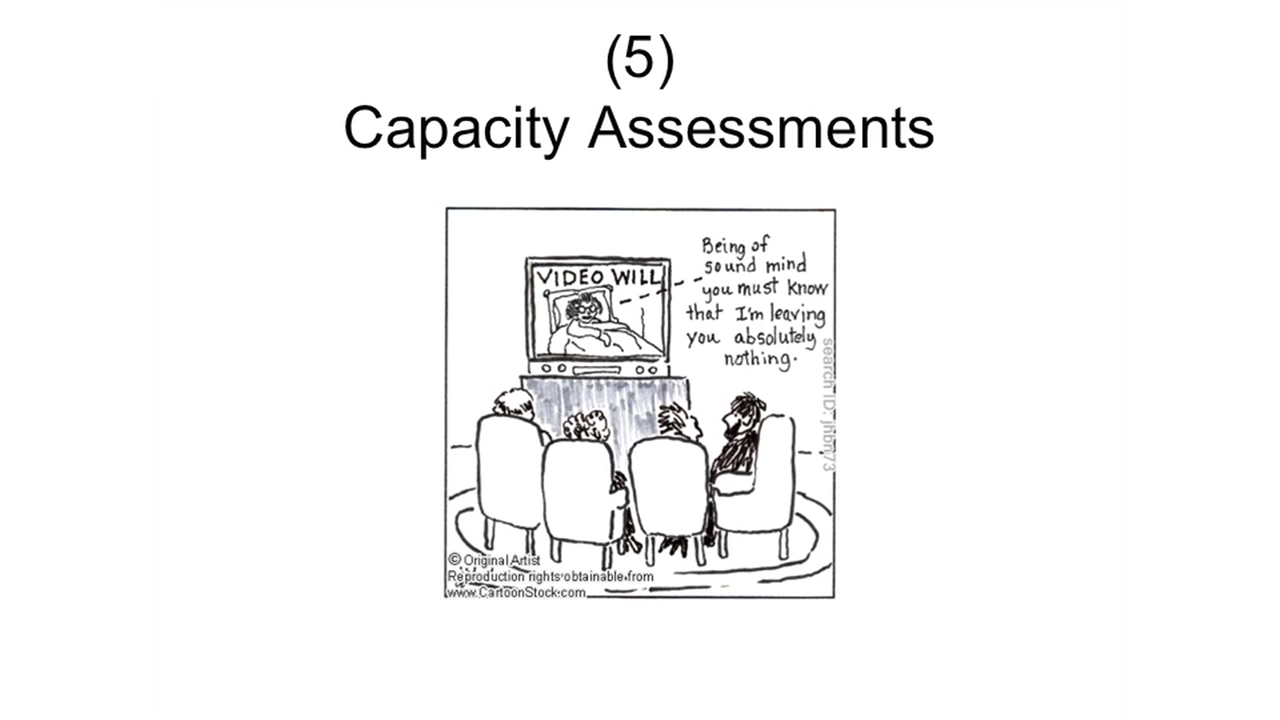 (5)
Capacity Assessments
VIDEO WILL
Being of
sound mind
you must know
that I'm leaving
you absolutely
nothing.
© Original Artist
Reproduction rights obtainable from
www.CartoonStock.com
search ID: jhbn73